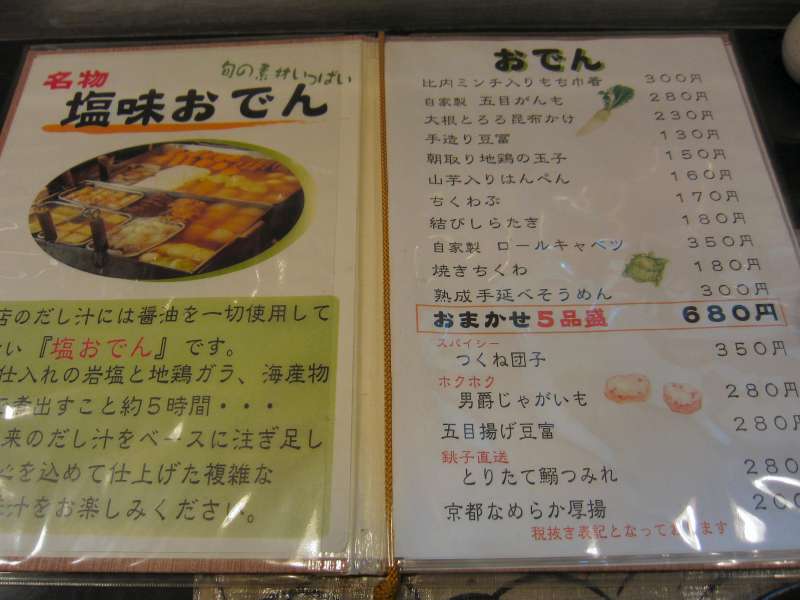 旬の素材いっぱい
名物
塩味おでん
店のだし汁には醤油を一切使用して
い『塩おでん』です。
仕入れの岩塩と地鶏ガラ、海産物
煮出すこと約5時間・・・
来のだし汁をベースに注ぎ足し
を込めて仕上げた複雑な
汁をお楽しみください。
おでん
比内ミンチ入りもち巾着 300円
自家製 五目がんも 280円
大根とろろ昆布かけ 230円
手造り豆冨 130円
朝取り地鶏の玉子 150円
山芋入りはんぺん 160円
ちくわぶ 170円
結びしらたき 180円
自家製 ロールキャベツ 350円
焼きちくわ 180円
熟成手延べそうめん 300円
おまかせ5品盛 680円
スパイシー
つくね団子 350円
ホクホク
男爵じゃがいも 280円
五目揚げ豆富 280円
銚子直送
とりたて鰯つみれ 280
京都なめらか厚揚
税抜き表記となっております